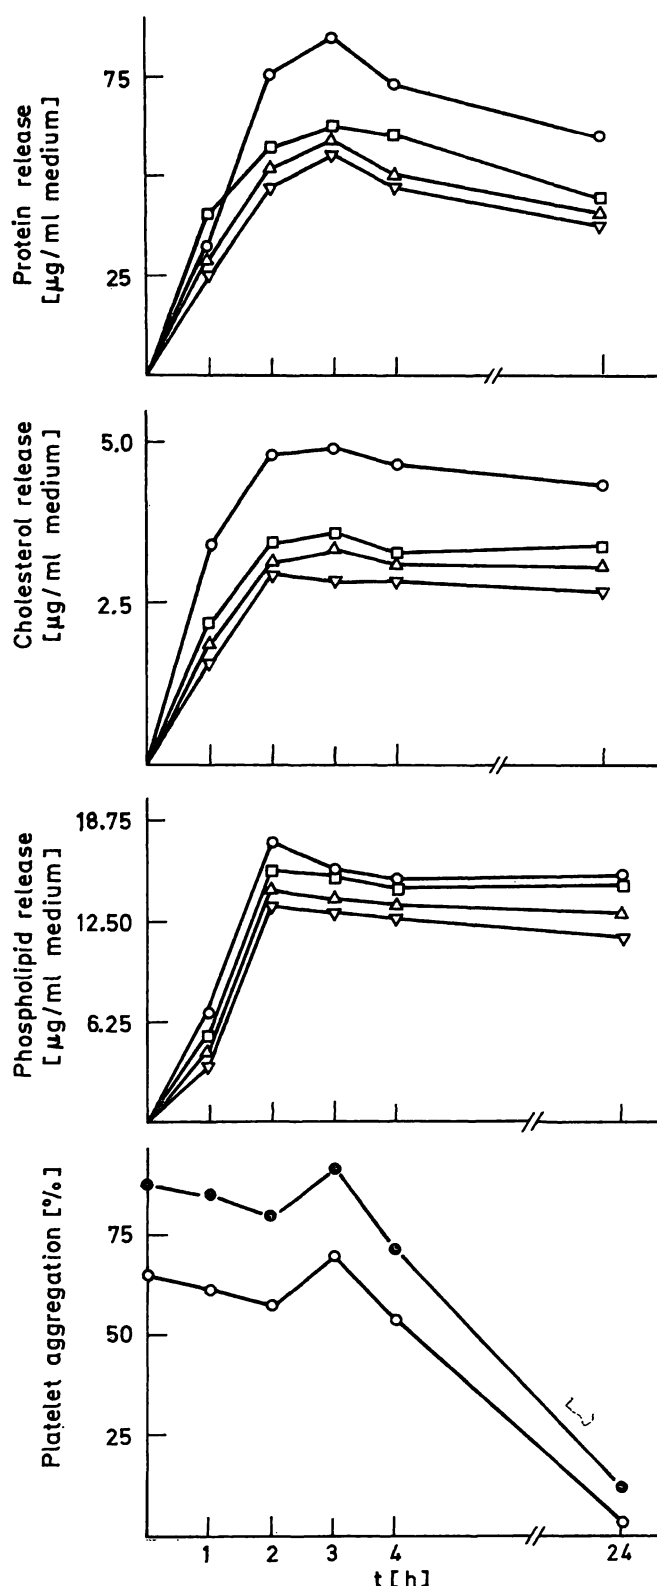 Protein release
[µg/ml medium]
75
25
Cholesterol release
[µg/ml medium]
5,0
2.5
Phospholipid release
[µg/ml medium]
18.75
12.50
6.25
Platelet aggregation [%]
75
50
25
1 2 3 4 24
t[h]